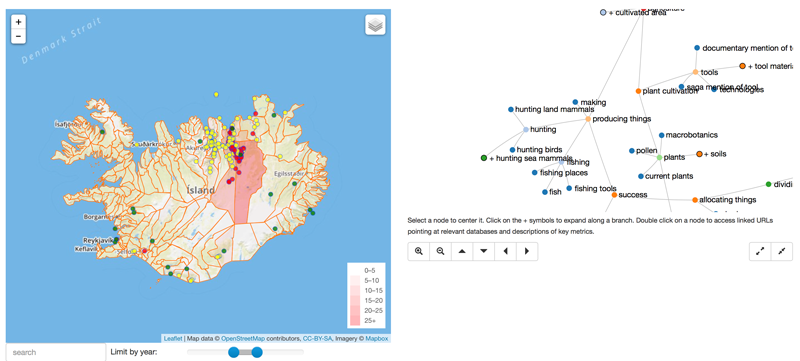 +
−
Denmark Strait
Ísafjörður
Akureyri
Egilsstaðir
Ísland
Borgarnes
Reykjavík
Keflavík
Selfoss
0–5
5–10
10–15
15–20
20–25
25+
Leaflet | Map data © OpenStreetMap contributors, CC-BY-SA, Imagery © Mapbox
search
Limit by year:
+ cultivated area
documentary mention of t
tools
+ tool materia
saga mention of tool
technologies
plant cultivation
making
hunting land mammals
producing things
hunting
macrobotanics
hunting birds
pollen
plants
+ soils
+ hunting sea mammals
fishing
fishing places
current plants
dividi
fish
fishing tools
success
allocating things
Select a node to center it. Click on the + symbols to expand along a branch. Double click on a node to access linked URLs
pointing at relevant databases and descriptions of key metrics.